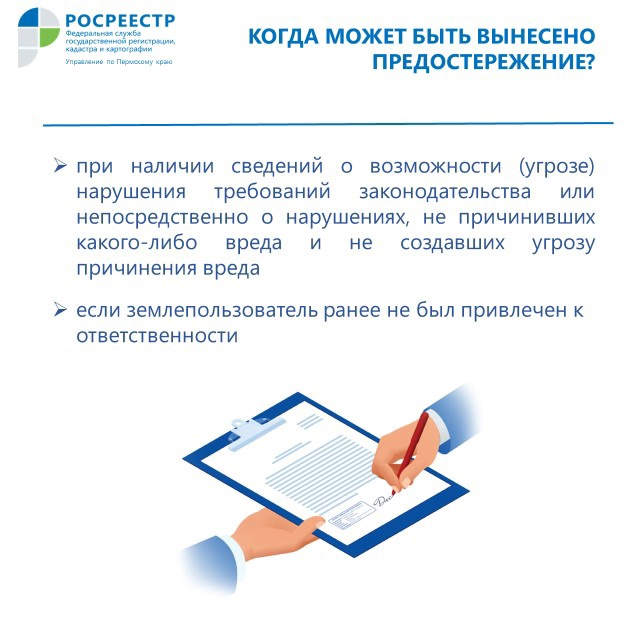 РОСРЕЕСТР
Федеральная служба
государственной регистрации,
кадастра и картографии
Управление по Пермскому краю
КОГДА МОЖЕТ БЫТЬ ВЫНЕСЕНО
ПРЕДОСТЕРЕЖЕНИЕ?
при наличии сведений о возможности (угрозе)
нарушения требований законодательства или
непосредственно о нарушениях, не причинивших
какого-либо вреда и не создавших угрозу
причинения вреда
если землепользователь ранее не был привлечен к
ответственности